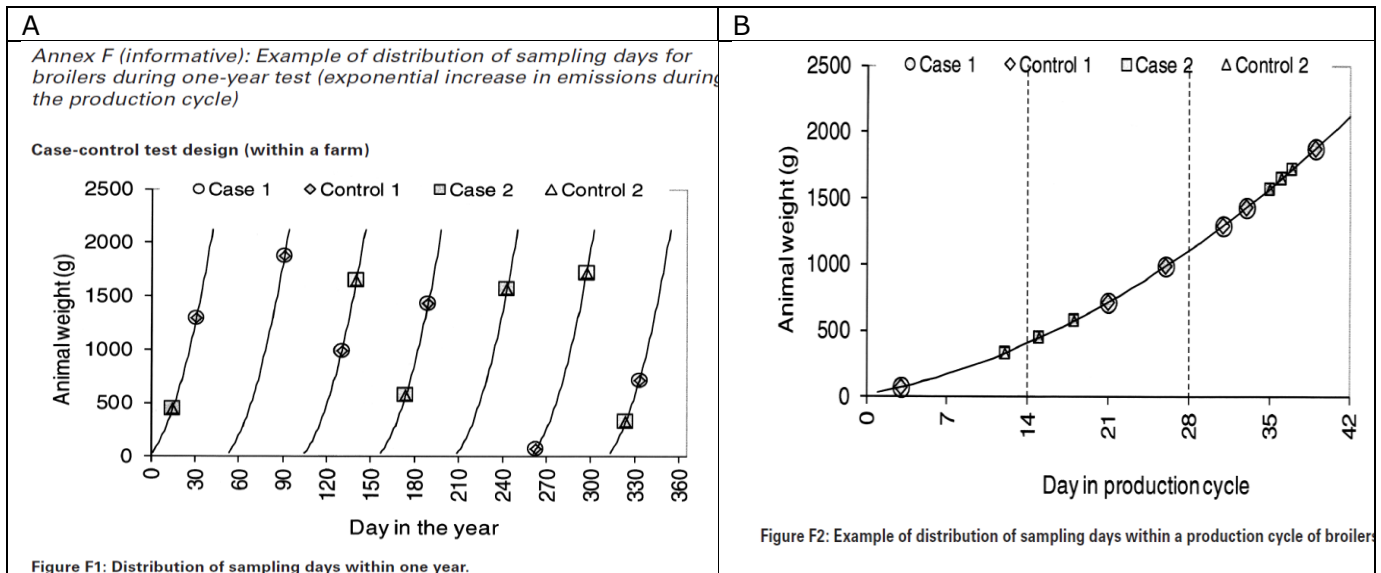 A
Annex F (informative): Example of distribution of sampling days for
broilers during one-year test (exponential increase in emissions during
the production cycle)
Case-control test design (within a farm)
Case 1 Control 1 Case 2 Control 2
2500
2000
1500
1000
500
0
Animal weight (g)
0 30 60 90 120 150 180 210 240 270 300 330 360
Day in the year
Figure F1: Distribution of sampling days within one year.
B
Case 1 Control 1 Case 2 Control 2
2500
2000
1500
1000
500
0
Animal weight (g)
0 7 14 21 28 35 42
Day in production cycle
Figure F2: Example of distribution of sampling days within a production cycle of broilers